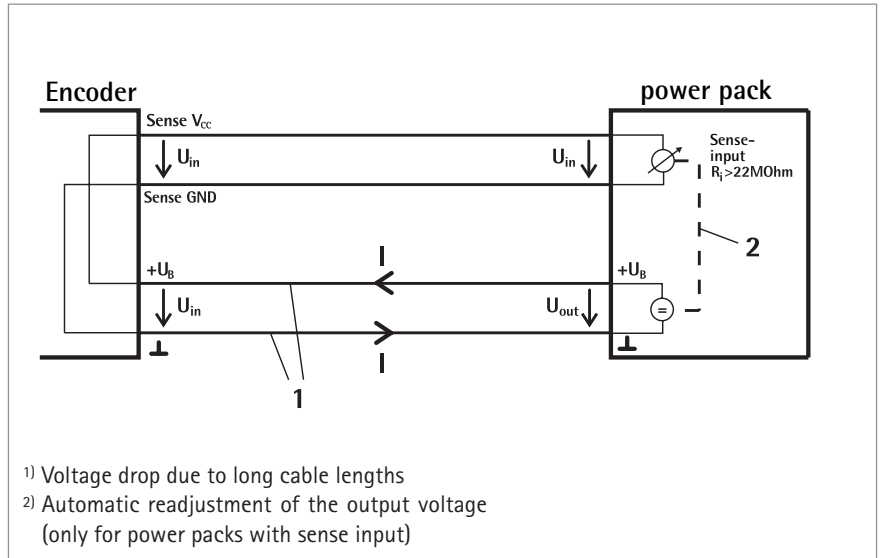 Encoder
power pack
Sense Vcc
Uin
Uin
Sense-
input
Ri>22MOhm
Sense GND
2
I
+UB
+UB
Uin
Uout
=
I
1
1) Voltage drop due to long cable lengths
2) Automatic readjustment of the output voltage
(only for power packs with sense input)